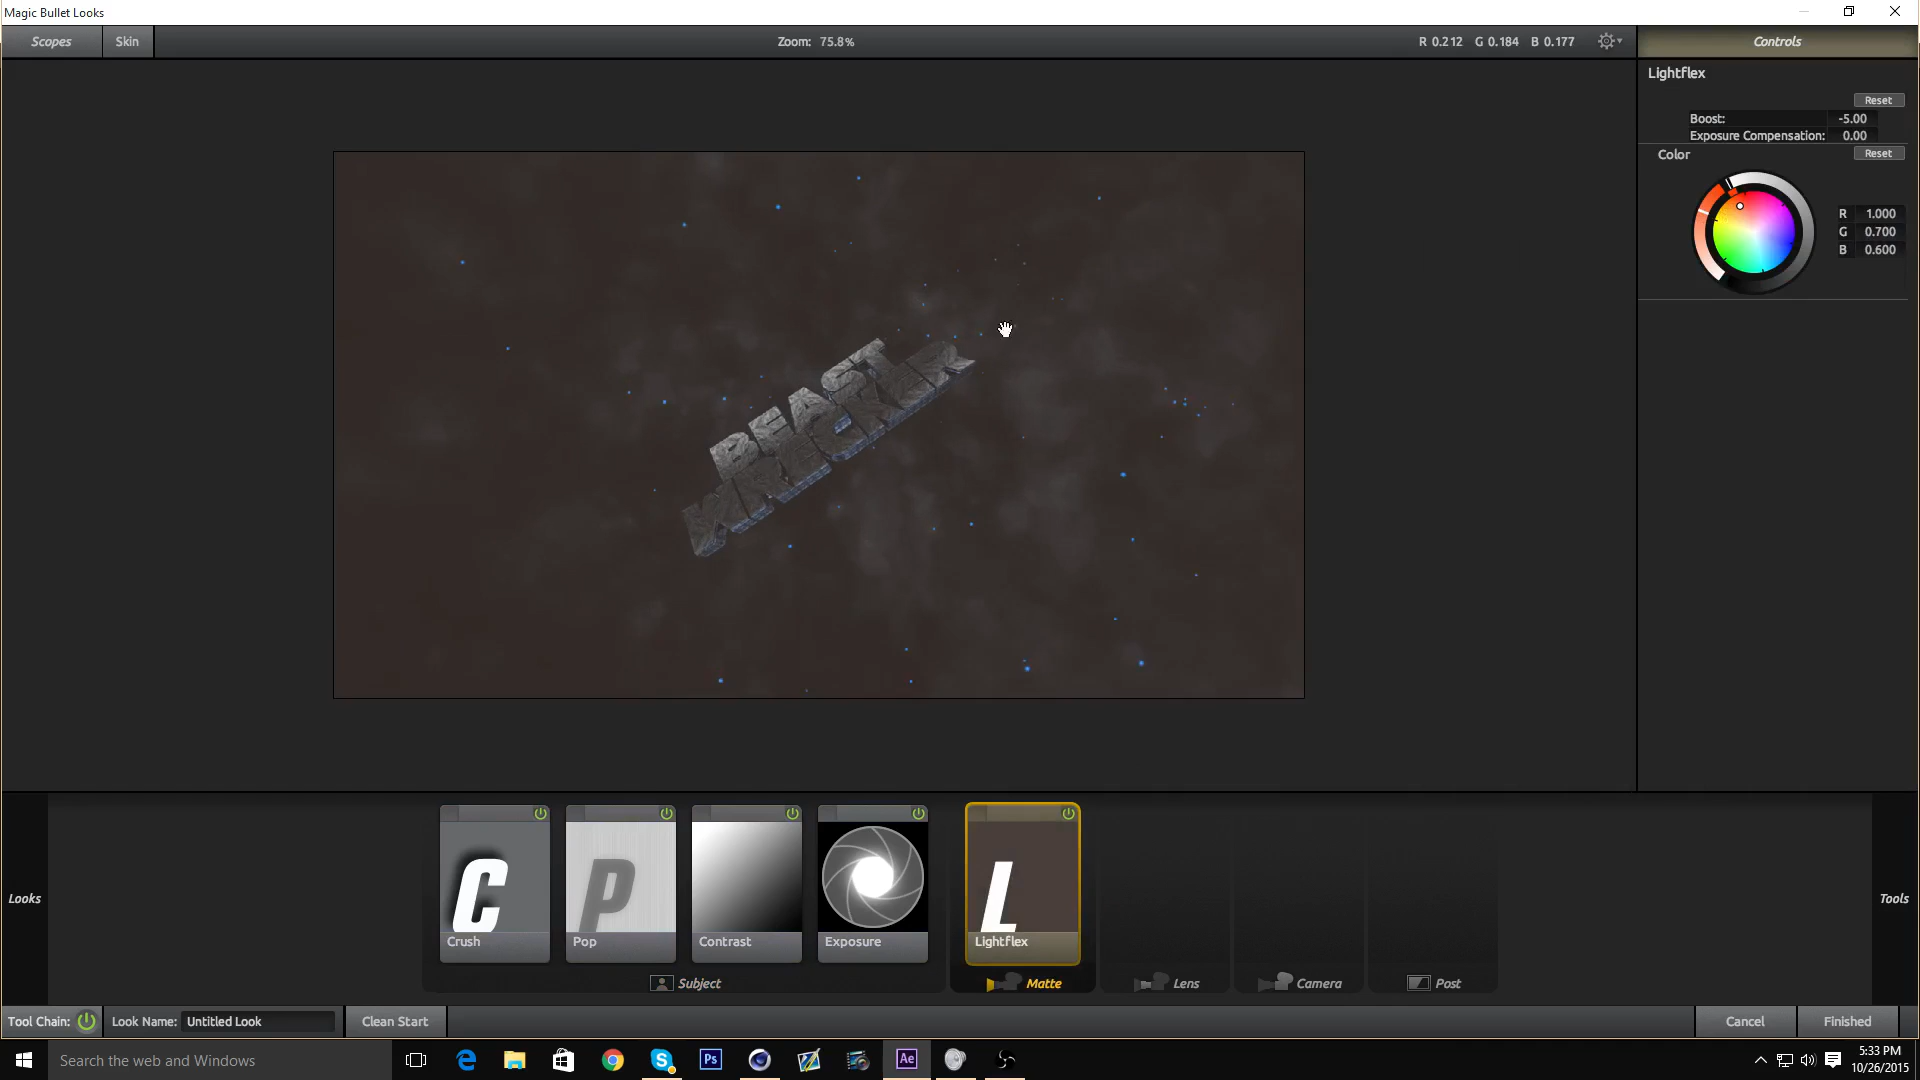 Magic Bullet Looks
Scopes
Skin
Zoom: 75.8%
R 0.212 G 0.184 B 0.177
Controls
Lightflex
Reset
Boost: -5.00
Exposure Compensation: 0.00
Color
Reset
R 1.000
G 0.700
B 0.600
BEAST
C
P
L
Crush
Pop
Contrast
Exposure
Lightflex
Looks
Tools
Subject
Matte
Lens
Camera
Post
Tool Chain:
Look Name: Untitled Look
Clean Start
Cancel
Finished
Search the web and Windows
Ps
Ae
5:33 PM
10/26/2015